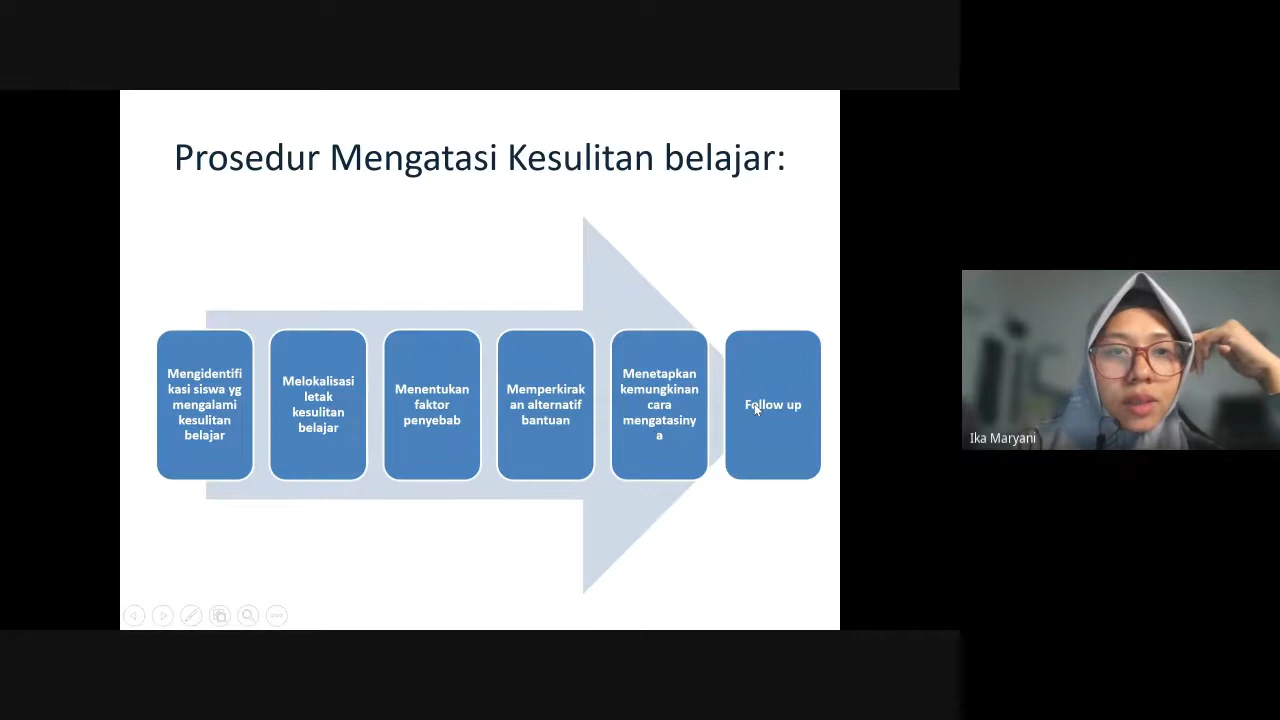 Prosedur Mengatasi Kesulitan belajar:
Mengidentifi
kasi siswa yg
mengalami
kesulitan
belajar
Melokalisasi
letak
kesulitan
belajar
Menentukan
faktor
penyebab
Memperkirak
an alternatif
bantuan
Menetapkan
kemungkinan
cara
mengatasiny
a
Follow up
Ika Maryani